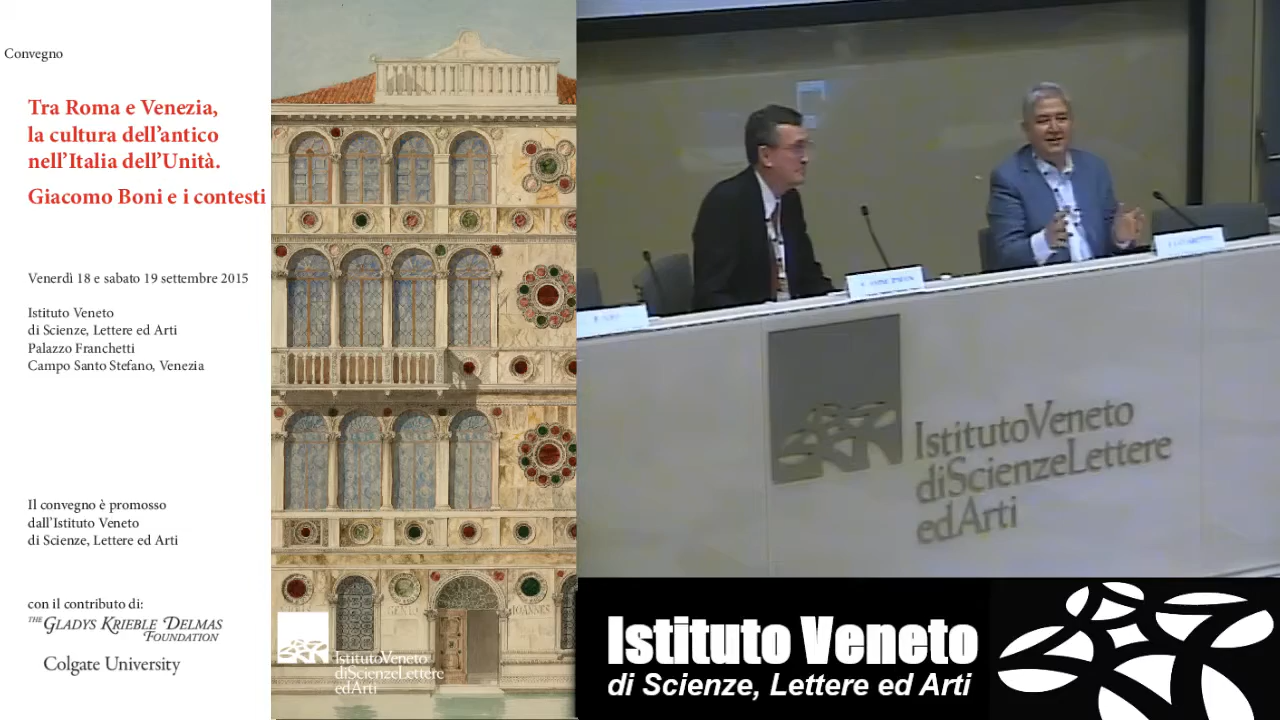 Convegno
Tra Roma e Venezia,
la cultura dell'antico
nell'Italia dell'Unità.
Giacomo Boni e i contesti
Venerdì 18 e sabato 19 settembre 2015
Istituto Veneto
di Scienze, Lettere ed Arti
Palazzo Franchetti
Campo Santo Stefano, Venezia
Il convegno è promosso
dall'Istituto Veneto
di Scienze, Lettere ed Arti
con il contributo di:
THE GLADYS KRIEBLE DELMAS
FOUNDATION
Colgate University
IstitutoVeneto
diScienzeLettere
edArti
IstitutoVeneto
diScienzeLettere
edArti
Istituto Veneto
di Scienze, Lettere ed Arti